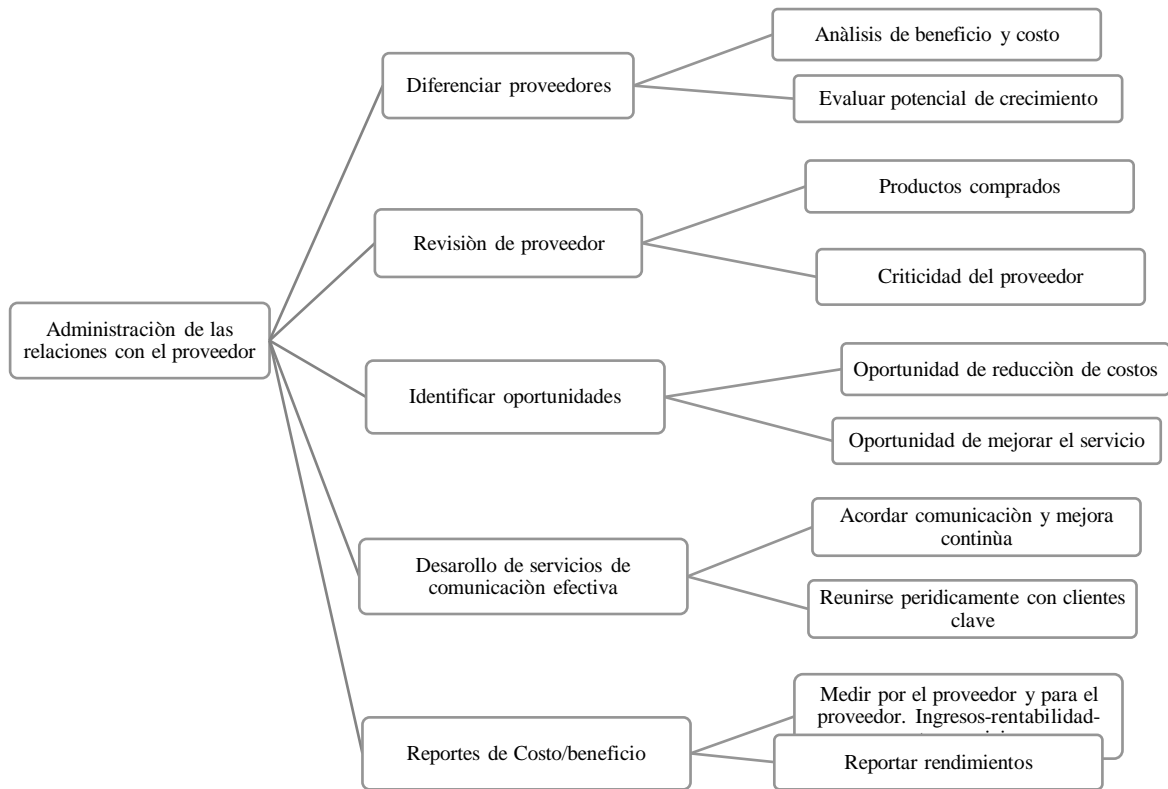 Administraciòn de las
relaciones con el proveedor
Diferenciar proveedores
Anàlisis de beneficio y costo
Evaluar potencial de crecimiento
Revisiòn de proveedor
Productos comprados
Criticidad del proveedor
Identificar oportunidades
Oportunidad de reducciòn de costos
Oportunidad de mejorar el servicio
Desarollo de servicios de
comunicaciòn efectiva
Acordar comunicaciòn y mejora
continùa
Reunirse peridicamente con clientes
clave
Reportes de Costo/beneficio
Medir por el proveedor y para el
proveedor. Ingresos-rentabilidad-
Reportar rendimientos